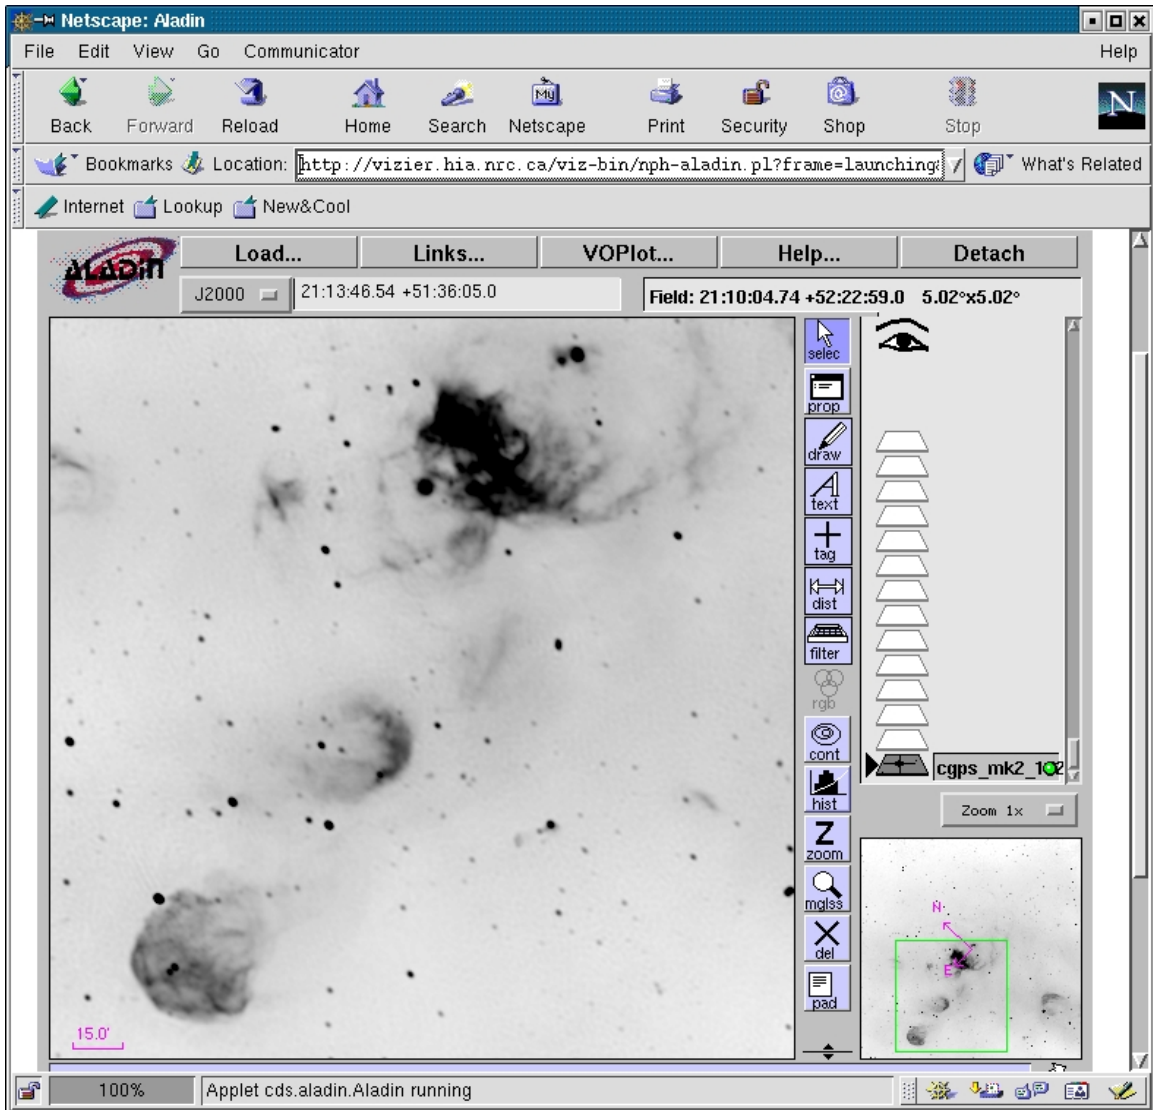 Netscape: Aladin
File Edit View Go Communicator Help
Back Forward Reload Home Search Netscape Print Security Shop Stop
My
N
Bookmarks Location: http://vizier.hia.nrc.ca/viz-bin/nph-aladin.pl?frame=launching What's Related
Internet Lookup New&Cool
ALADIN Load... Links... VOPlot... Help... Detach
J2000 21:13:46.54 +51:36:05.0 Field: 21:10:04.74 +52:22:59.0 5.02°x5.02°
selec
prop
draw
text
tag
dist
filter
rgb
cont
cgps_mk2_1 2
hist
Zoom 1x
Z
zoom
mglss
N
del
E
pad
15.0'
100% Applet cds.aladin.Aladin running